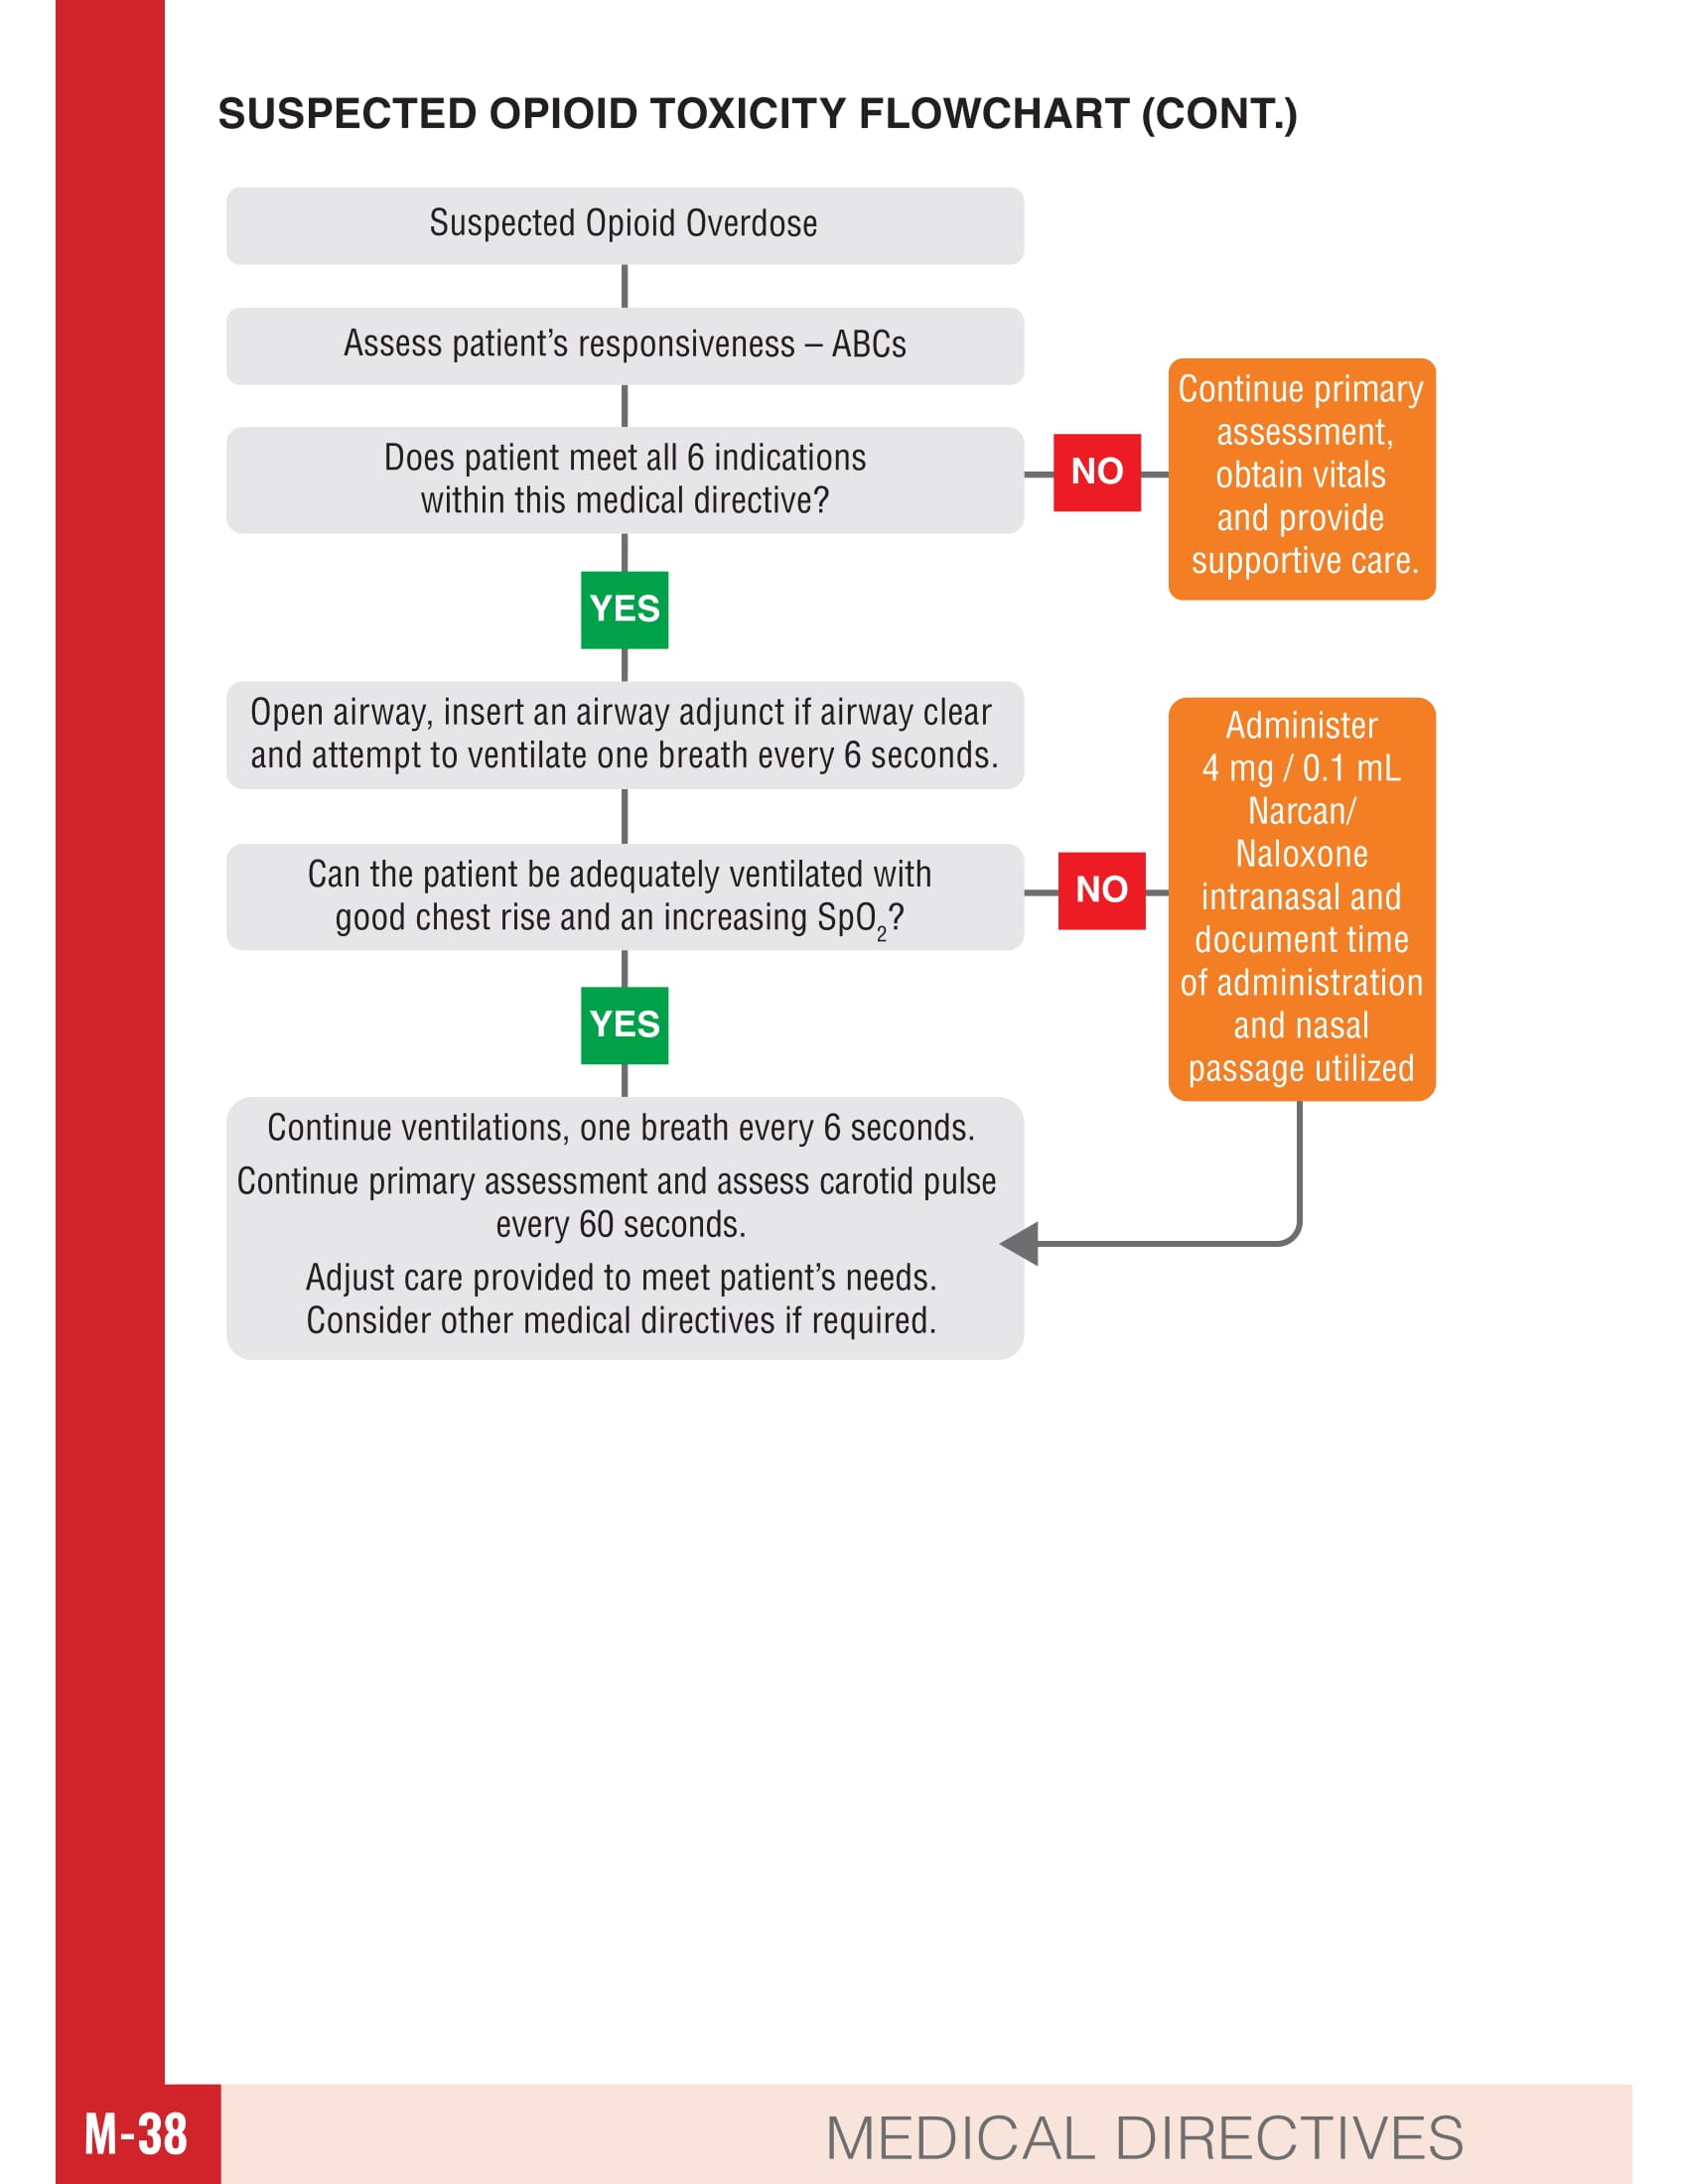 SUSPECTED OPIOID TOXICITY FLOWCHART (CONT.)
Suspected Opioid Overdose
Assess patient’s responsiveness – ABCs
Does patient meet all 6 indications
within this medical directive?
NO
Continue primary
assessment,
obtain vitals
and provide
supportive care.
YES
Open airway, insert an airway adjunct if airway clear
and attempt to ventilate one breath every 6 seconds.
Can the patient be adequately ventilated with
good chest rise and an increasing SpO₂?
NO
Administer
4 mg / 0.1 mL
Narcan/
Naloxone
intranasal and
document time
of administration
and nasal
passage utilized
YES
Continue ventilations, one breath every 6 seconds.
Continue primary assessment and assess carotid pulse
every 60 seconds.
Adjust care provided to meet patient’s needs.
Consider other medical directives if required.
M-38
MEDICAL DIRECTIVES